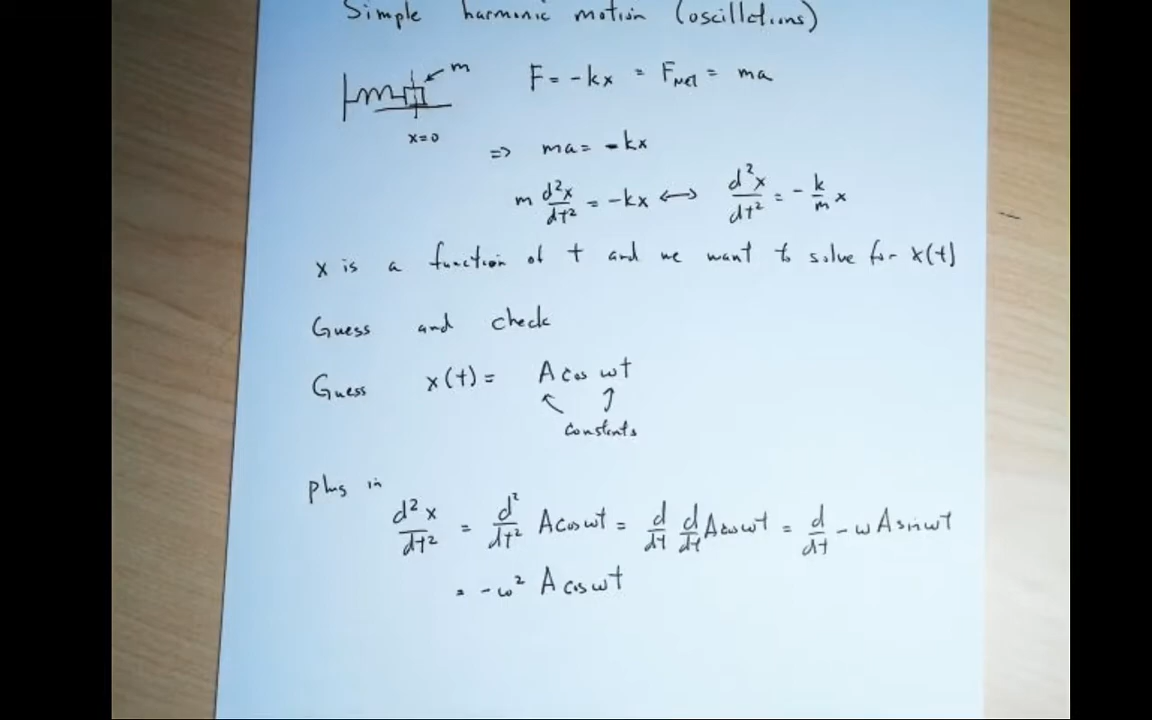 Simple harmonic motion (oscillations)
m
F = -kx = F_Net = ma
x=0
=> ma = -kx
m d²x/dt² = -kx <-> d²x/dt² = - k/m x
x is a function of t and we want to solve for x(t)
Guess and check
Guess x(t) = A cos ωt
constants
plug in
d²x/dt² = d²/dt² A cos ωt = d/dt d/dt A cos ωt = d/dt - ω A sin ωt
= -ω² A cos ωt